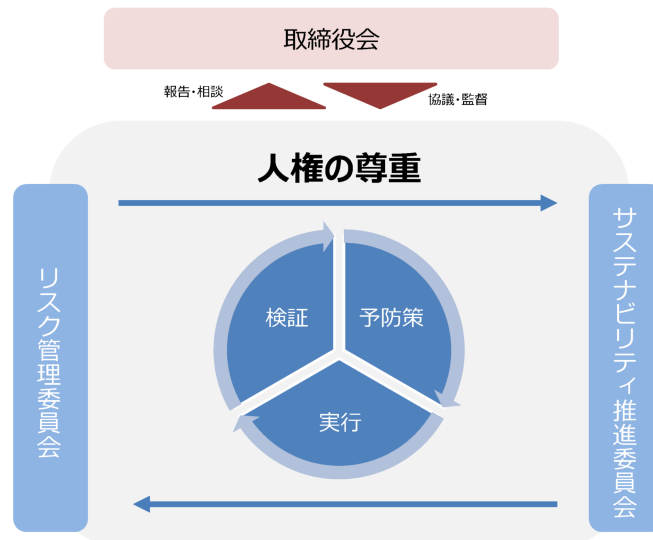 取締役会
報告・相談
協議・監督
人権の尊重
リスク管理委員会
サステナビリティ推進委員会
検証
予防策
実行